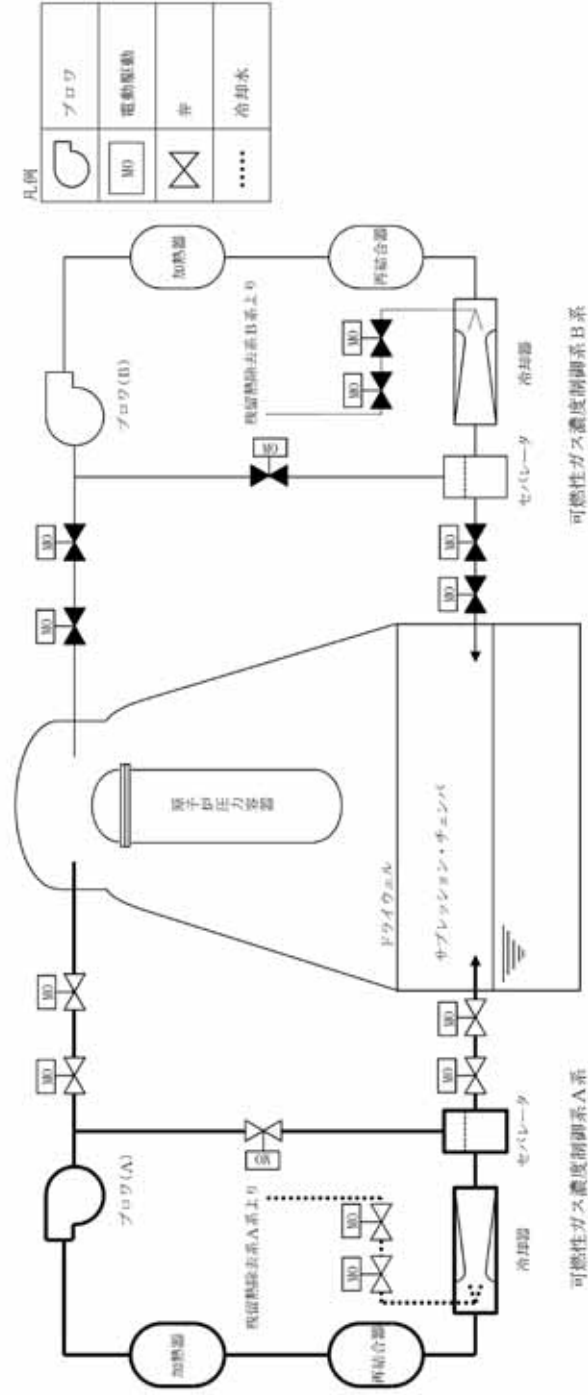 凡例
ブロワ
MO
電動駆動
弁
冷却水
MO
MO
MO
MO
ブロワ(A)
ブロワ(B)
加熱器
加熱器
MO
MO
残留熱除去系A系より
残留熱除去系B系より
原子炉圧力容器
MO
MO
MO
MO
再結合器
再結合器
ドライウェル
サプレッション・チェンバ
MO
MO
MO
MO
冷却器
セパレータ
セパレータ
冷却器
可燃性ガス濃度制御系A系
可燃性ガス濃度制御系B系